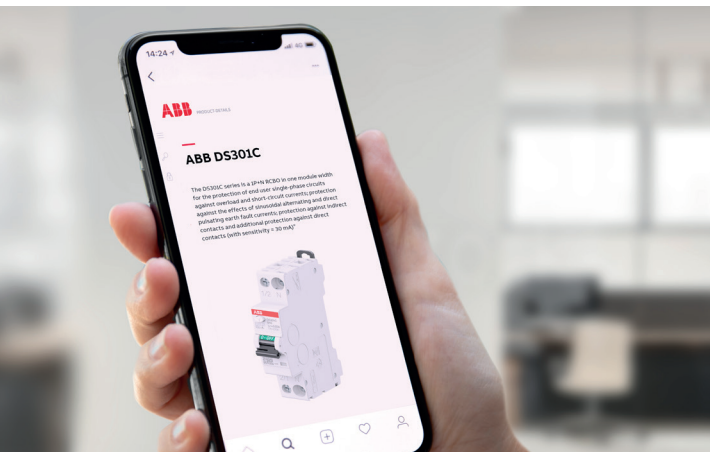 14:24
4G
ABB
PRODUCT DETAILS
ABB DS301C
The DS301C series is a 1P+N RCBO in one module width
for the protection of end user single-phase circuits
against overload and short-circuit currents; protection
against the effects of sinusoidal alternating and direct
pulsating earth fault currents; protection against indirect
contacts and additional protection against direct
contacts (with sensitivity = 30 mA)"
ABB